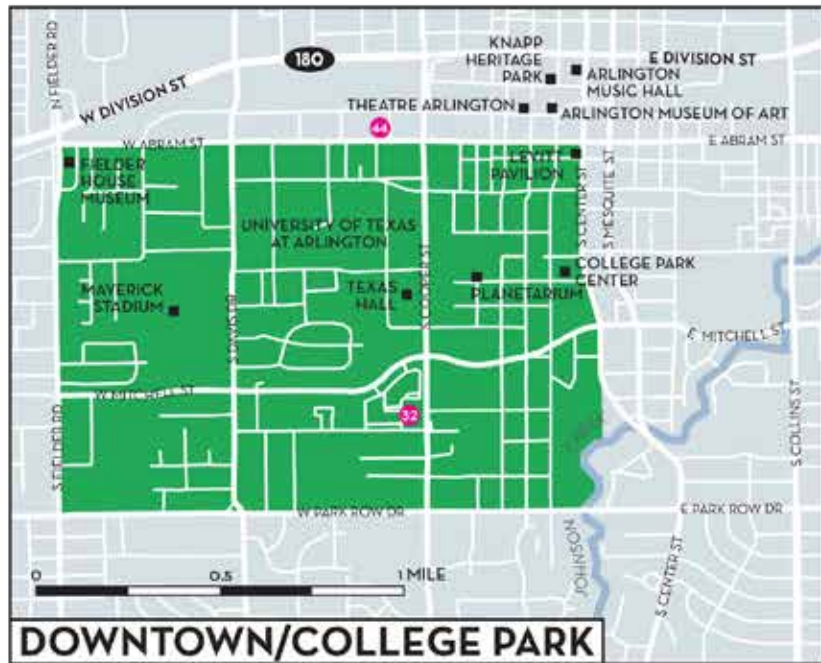 N FIELDER RD
W DIVISION ST
180
KNAPP
HERITAGE
PARK
E DIVISION ST
ARLINGTON
MUSIC HALL
THEATRE ARLINGTON
ARLINGTON MUSEUM OF ART
44
W ABRAM ST
E ABRAM ST
FIELDER
HOUSE
MUSEUM
LEVITT
PAVILION
S CENTER ST
S MESQUITE ST
UNIVERSITY OF TEXAS
AT ARLINGTON
S COOPER ST
MAVERICK
STADIUM
S DAVIS DR
TEXAS
HALL
PLANETARIUM
COLLEGE PARK
CENTER
E MITCHELL ST
W MITCHELL ST
32
S FIELDER RD
CREEK
S COLLINS ST
W PARK ROW DR
E PARK ROW DR
JOHNSON
S CENTER ST
0
0.5
1 MILE
DOWNTOWN/COLLEGE PARK